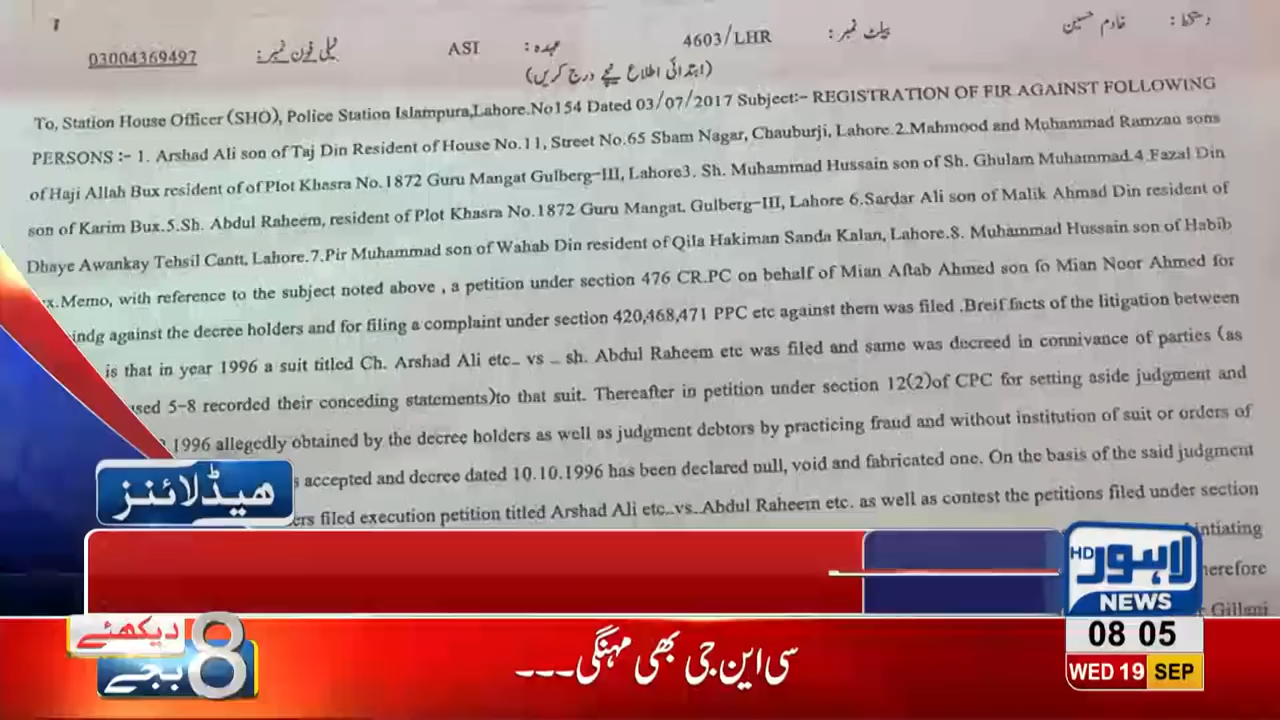 دستخط: خادم حسین بیلٹ نمبر: 4603/LHR عہدہ: ASI ٹیلی فون نمبر: 03004369497
(ابتدائی اطلاع نیچے درج کریں)
To, Station House Officer (SHO), Police Station Islampura,Lahore.No154 Dated 03/07/2017 Subject:- REGISTRATION OF FIR AGAINST FOLLOWING
PERSONS :- 1. Arshad Ali son of Taj Din Resident of House No.11, Street No.65 Sham Nagar, Chauburji, Lahore.2.Mahmood and Muhammad Ramzau sons
of Haji Allah Bux resident of of Plot Khasra No.1872 Guru Mangat Gulberg-III, Lahore3. Sh. Muhammad Hussain son of Sh. Ghulam Muhammad.4.Fazal Din
son of Karim Bux.5.Sh. Abdul Raheem, resident of Plot Khasra No.1872 Guru Mangat. Gulberg-III, Lahore 6.Sardar Ali son of Malik Ahmad Din resident of
Dhaye Awankay Tehsil Cantt, Lahore.7.Pir Muhammad son of Wahab Din resident of Qila Hakiman Sanda Kalan, Lahore.8. Muhammad Hussain son of Habib
x.Memo, with reference to the subject noted above , a petition under section 476 CR.PC on behalf of Mian Aftab Ahmed son fo Mian Noor Ahmed for
indg against the decree holders and for filing a complaint under section 420,468,471 PPC etc against them was filed .Breif facts of the litigation between
is that in year 1996 a suit titled Ch. Arshad Ali etc.. vs .. sh. Abdul Raheem etc was filed and same was decreed in connivance of parties (as
sed 5-8 recorded their conceding statements)to that suit. Thereafter in petition under section 12(2)of CPC for setting aside judgment and
.1996 allegedly obtained by the decree holders as well as judgment debtors by practicing fraud and without institution of suit or orders of
s accepted and decree dated 10.10.1996 has been declared null, void and fabricated one. On the basis of the said judgment
ers filed execution petition titled Arshad Ali etc..vs..Abdul Raheem etc. as well as contest the petitions filed under section
intiating
herefore
Gillani
ھیڈلائنز
HD لاہور
NEWS
08 05
WED 19 SEP
دیکھئے 8 بجے
سی این جی بھی مہنگی۔۔۔